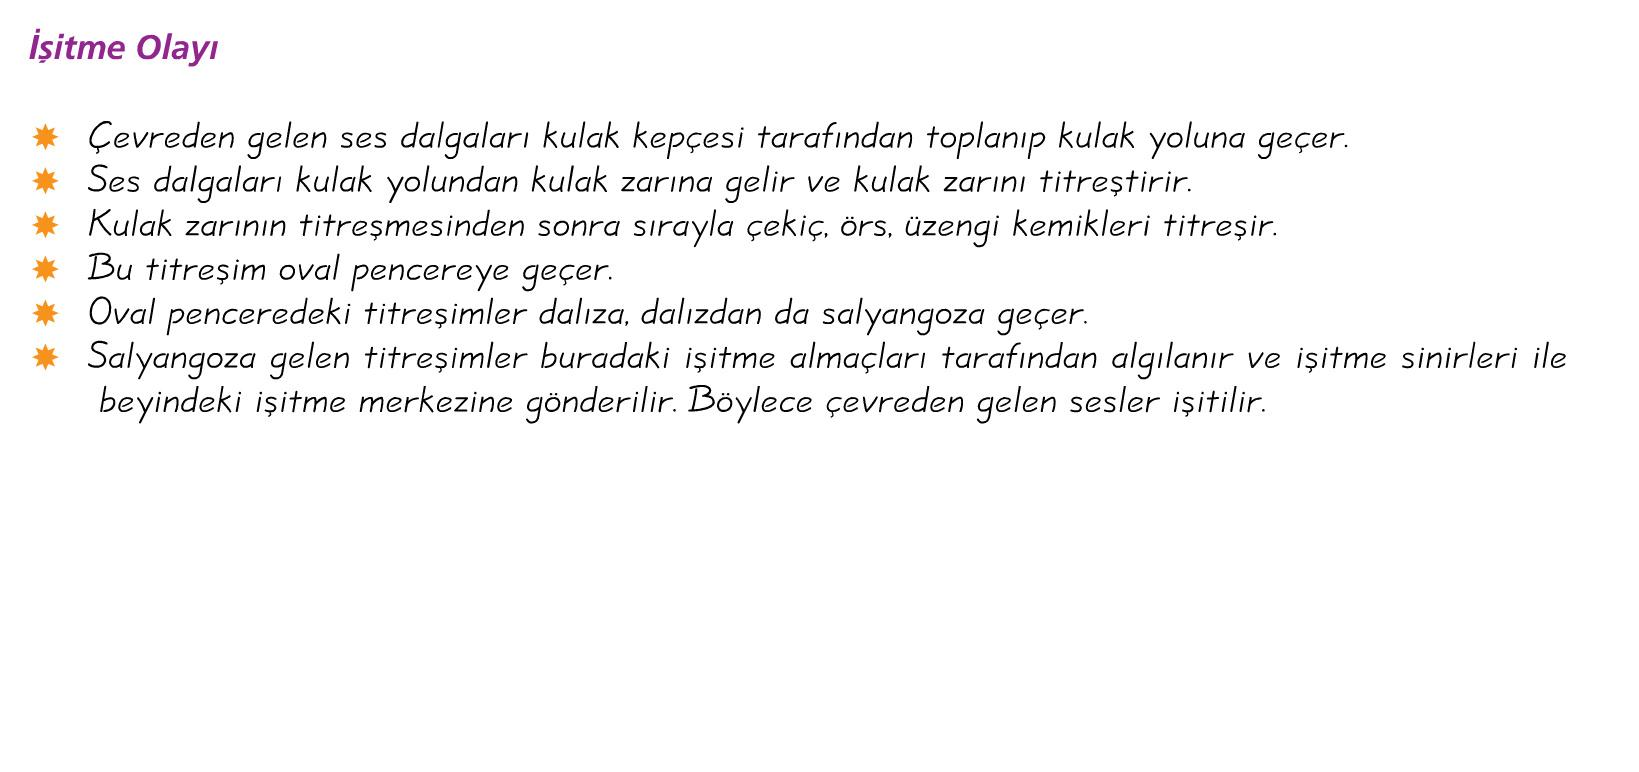 İşitme Olayı
Çevreden gelen ses dalgaları kulak kepçesi tarafından toplanıp kulak yoluna geçer.
Ses dalgaları kulak yolundan kulak zarına gelir ve kulak zarını titreştirir.
Kulak zarının titreşmesinden sonra sırayla çekiç, örs, üzengi kemikleri titreşir.
Bu titreşim oval pencereye geçer.
Oval penceredeki titreşimler dalıza, dalızdan da salyangoza geçer.
Salyangoza gelen titreşimler buradaki işitme almaçları tarafından algılanır ve işitme sinirleri ile
beyindeki işitme merkezine gönderilir. Böylece çevreden gelen sesler işitilir.